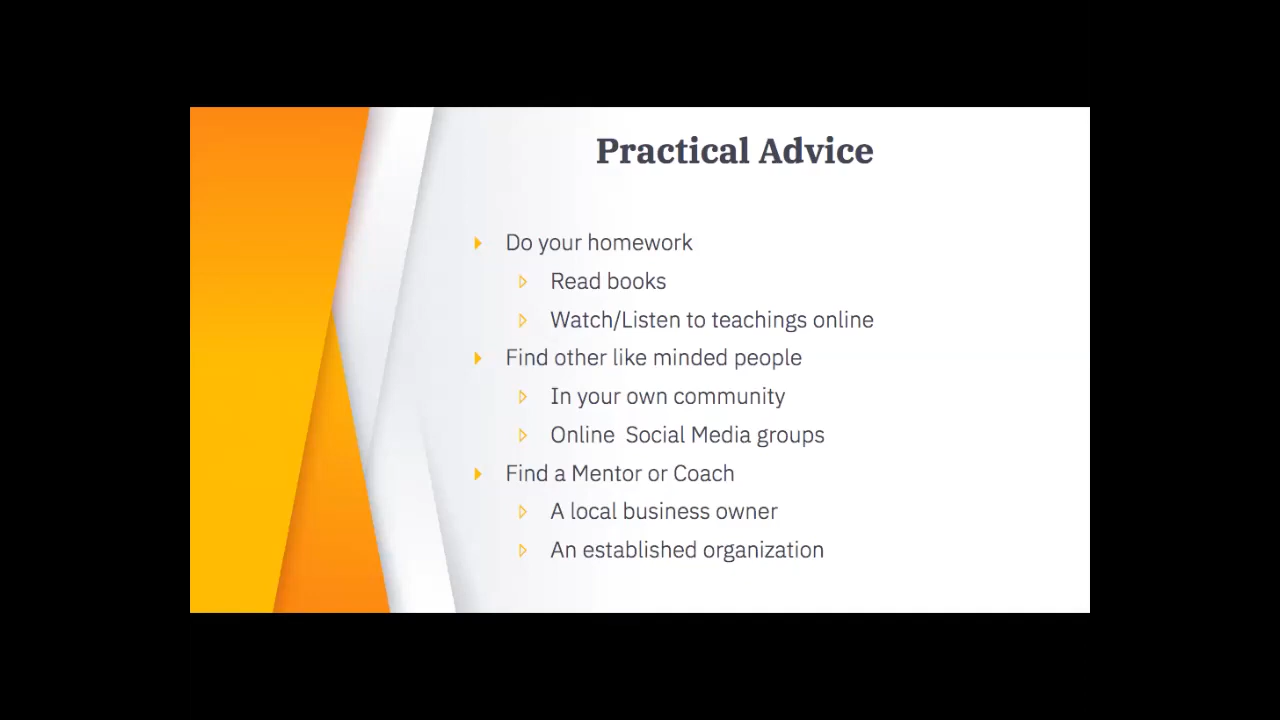 Practical Advice
Do your homework
Read books
Watch/Listen to teachings online
Find other like minded people
In your own community
Online  Social Media groups
Find a Mentor or Coach
A local business owner
An established organization